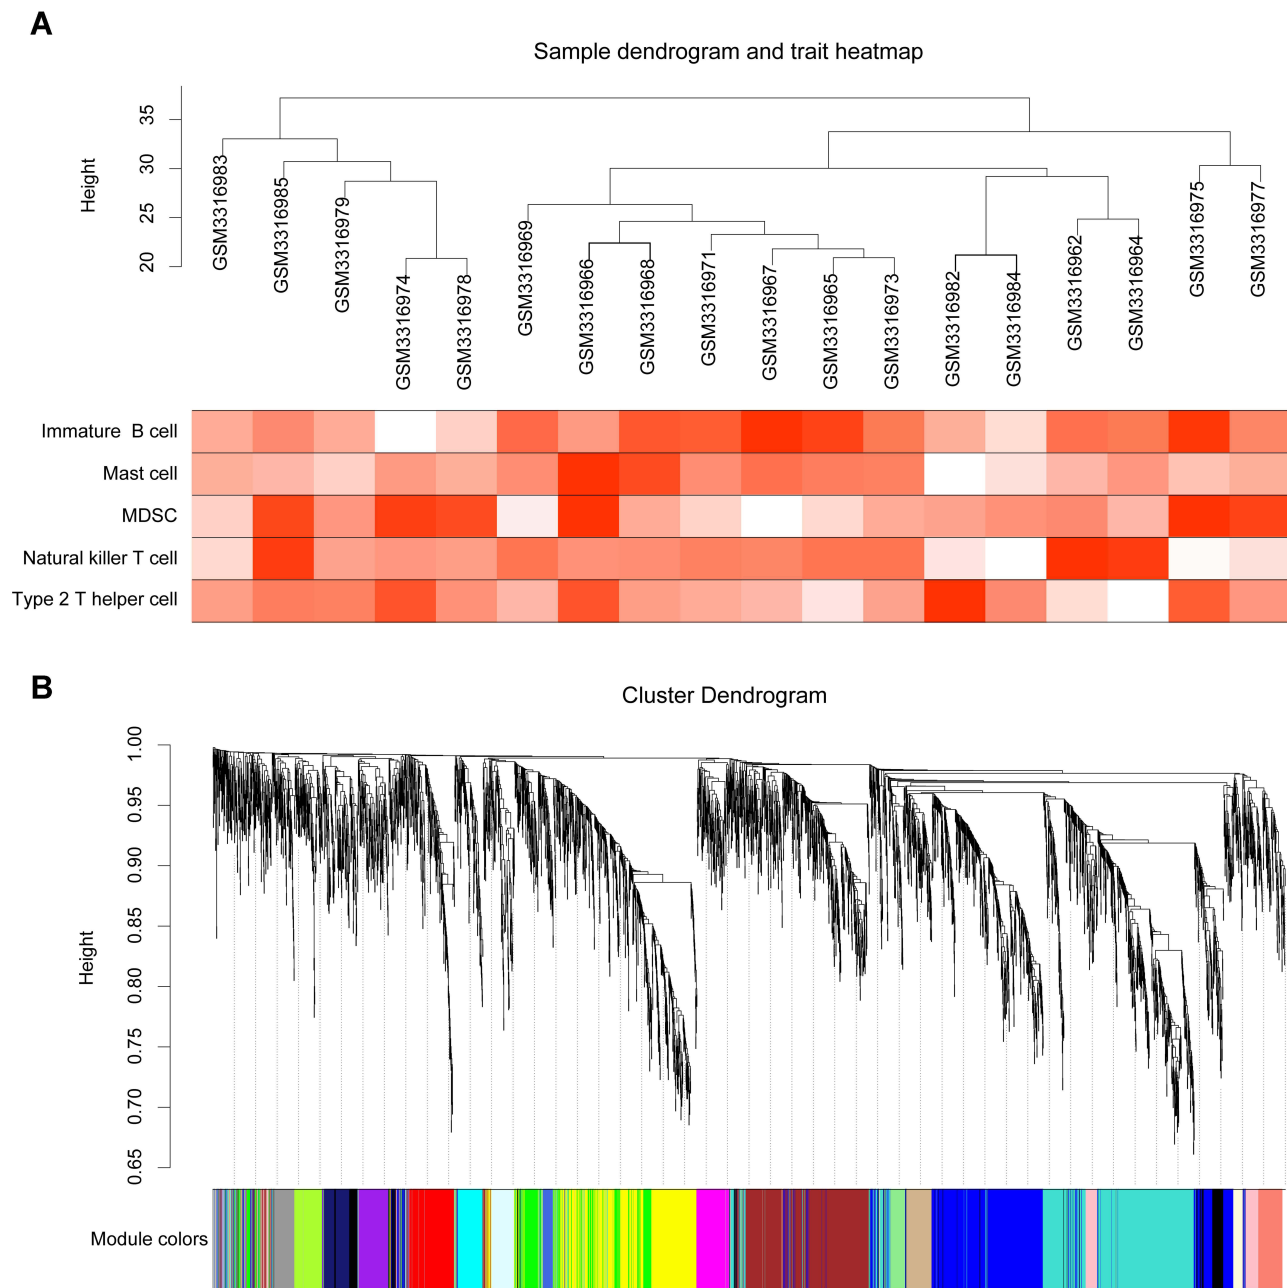 A
Sample dendrogram and trait heatmap
Height
35
30
25
20
GSM3316983
GSM3316985
GSM3316979
GSM3316974
GSM3316978
GSM3316969
GSM3316966
GSM3316968
GSM3316971
GSM3316967
GSM3316965
GSM3316973
GSM3316982
GSM3316984
GSM3316962
GSM3316964
GSM3316975
GSM3316977
Immature B cell
Mast cell
MDSC
Natural killer T cell
Type 2 T helper cell
B
Cluster Dendrogram
Height
1.00
0.95
0.90
0.85
0.80
0.75
0.70
0.65
Module colors